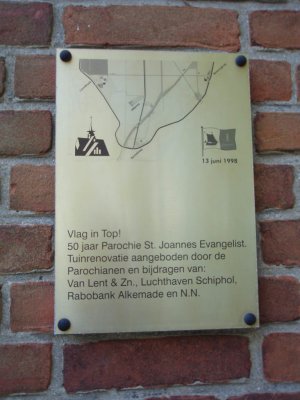 13 juni 1998
Vlag in Top!
50 jaar Parochie St. Joannes Evangelist.
Tuinrenovatie aangeboden door de
Parochianen en bijdragen van:
Van Lent & Zn., Luchthaven Schiphol,
Rabobank Alkemade en N.N.